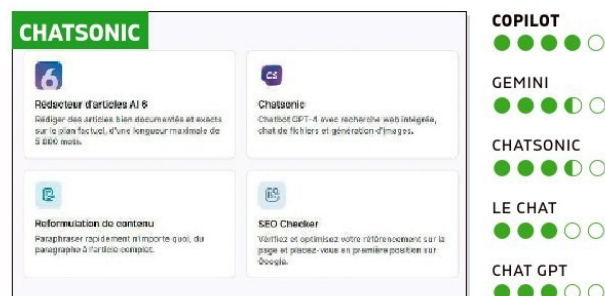 CHATSONIC
Rédacteur d'articles AI 6
Rédiger des articles bien documentés et exacts
sur le plan factuel, d'une longueur maximale de
5 000 mots.
Chatsonic
Chatbot GPT-4 avec recherche web intégrée,
chat de fichiers et génération d'images.
Reformulation de contenu
Paraphraser rapidement n'importe quoi, du
paragraphe à l'article complet.
SEO Checker
Vérifiez et optimisez votre référencement sur la
page et placez-vous en première position sur
Google.
COPILOT
GEMINI
CHATSONIC
LE CHAT
CHAT GPT